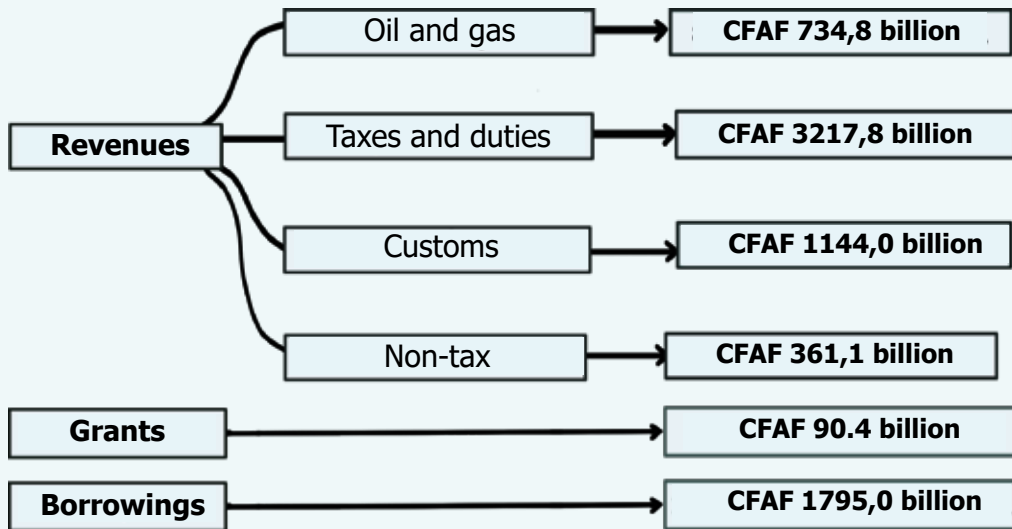 Oil and gas
CFAF 734,8 billion
Revenues
Taxes and duties
CFAF 3217,8 billion
Customs
CFAF 1144,0 billion
Non-tax
CFAF 361,1 billion
Grants
CFAF 90.4 billion
Borrowings
CFAF 1795,0 billion